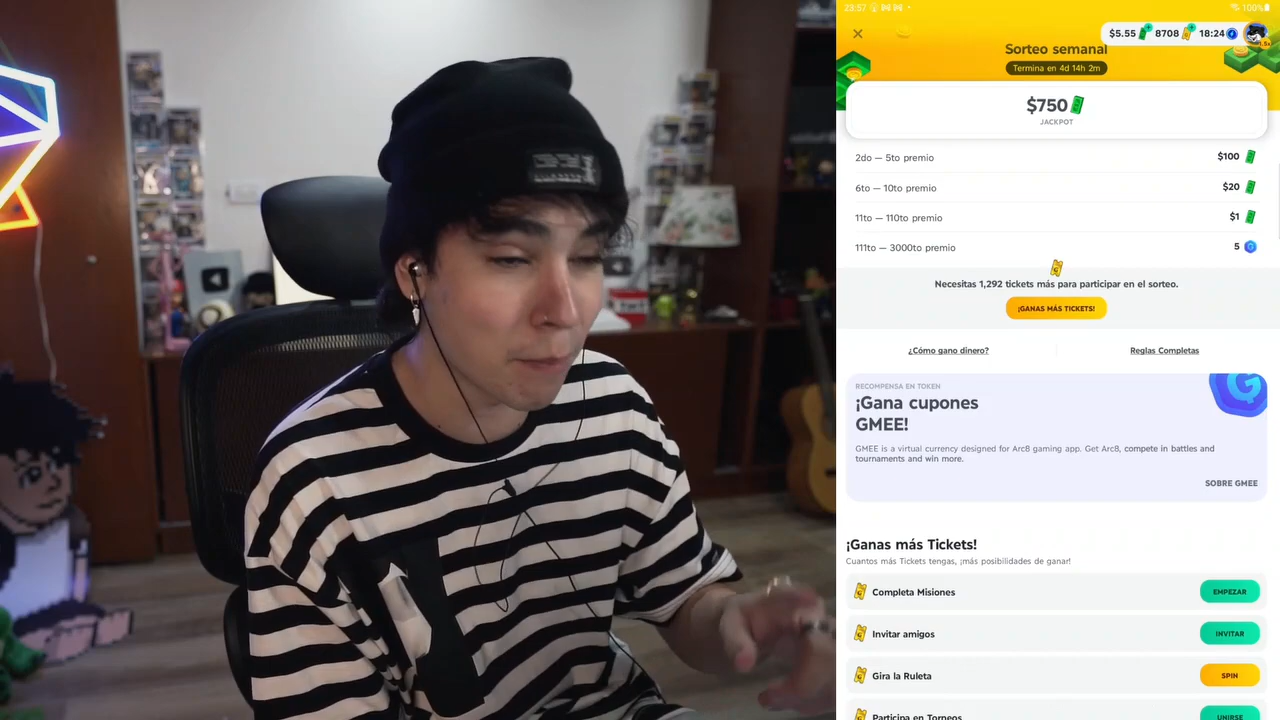 23:57
100%
$5.55 8708 18:24
1.5x
Sorteo semanal
Termina en 4d 14h 2m
$750
JACKPOT
2do — 5to premio $100
6to — 10to premio $20
11to — 110to premio $1
111to — 3000to premio 5
Necesitas 1,292 tickets más para participar en el sorteo.
¡GANAS MÁS TICKETS!
¿Cómo gano dinero? Reglas Completas
RECOMPENSA EN TOKEN
¡Gana cupones
GMEE!
GMEE is a virtual currency designed for Arc8 gaming app. Get Arc8, compete in battles and
tournaments and win more.
SOBRE GMEE
¡Ganas más Tickets!
Cuantos más Tickets tengas, ¡más posibilidades de ganar!
Completa Misiones EMPEZAR
Invitar amigos INVITAR
Gira la Ruleta SPIN
Participa en Torneos UNIRSE